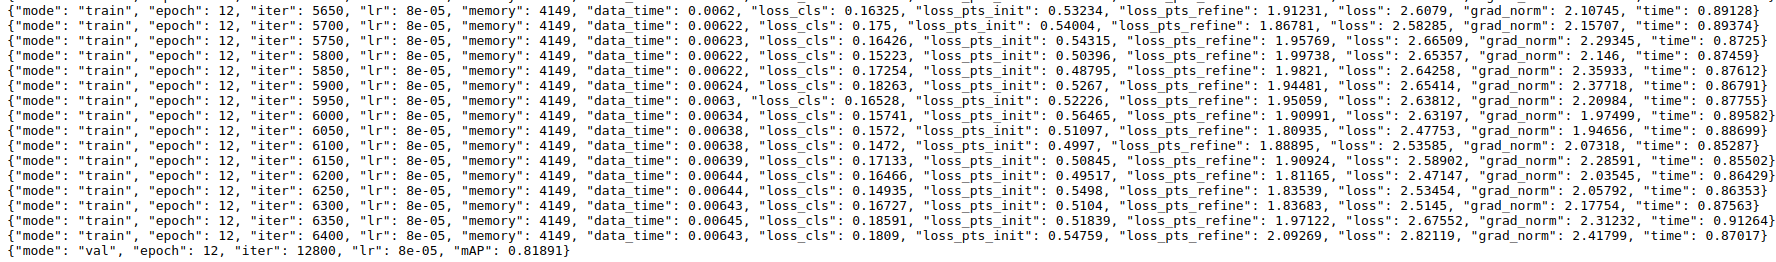 {"mode": "train", "epoch": 12, "iter": 5650, "lr": 8e-05, "memory": 4149, "data_time": 0.0062, "loss_cls": 0.16325, "loss_pts_init": 0.53234, "loss_pts_refine": 1.91231, "loss": 2.6079, "grad_norm": 2.10745, "time": 0.89128}
{"mode": "train", "epoch": 12, "iter": 5700, "lr": 8e-05, "memory": 4149, "data_time": 0.00622, "loss_cls": 0.175, "loss_pts_init": 0.54004, "loss_pts_refine": 1.86781, "loss": 2.58285, "grad_norm": 2.15707, "time": 0.89374}
{"mode": "train", "epoch": 12, "iter": 5750, "lr": 8e-05, "memory": 4149, "data_time": 0.00623, "loss_cls": 0.16426, "loss_pts_init": 0.54315, "loss_pts_refine": 1.95769, "loss": 2.66509, "grad_norm": 2.29345, "time": 0.8725}
{"mode": "train", "epoch": 12, "iter": 5800, "lr": 8e-05, "memory": 4149, "data_time": 0.00622, "loss_cls": 0.15223, "loss_pts_init": 0.50396, "loss_pts_refine": 1.99738, "loss": 2.65357, "grad_norm": 2.146, "time": 0.87459}
{"mode": "train", "epoch": 12, "iter": 5850, "lr": 8e-05, "memory": 4149, "data_time": 0.00622, "loss_cls": 0.17254, "loss_pts_init": 0.48795, "loss_pts_refine": 1.9821, "loss": 2.64258, "grad_norm": 2.35933, "time": 0.87612}
{"mode": "train", "epoch": 12, "iter": 5900, "lr": 8e-05, "memory": 4149, "data_time": 0.00624, "loss_cls": 0.18263, "loss_pts_init": 0.5267, "loss_pts_refine": 1.94481, "loss": 2.65414, "grad_norm": 2.37718, "time": 0.86791}
{"mode": "train", "epoch": 12, "iter": 5950, "lr": 8e-05, "memory": 4149, "data_time": 0.0063, "loss_cls": 0.16528, "loss_pts_init": 0.52226, "loss_pts_refine": 1.95059, "loss": 2.63812, "grad_norm": 2.20984, "time": 0.87755}
{"mode": "train", "epoch": 12, "iter": 6000, "lr": 8e-05, "memory": 4149, "data_time": 0.00634, "loss_cls": 0.15741, "loss_pts_init": 0.56465, "loss_pts_refine": 1.90991, "loss": 2.63197, "grad_norm": 1.97499, "time": 0.89582}
{"mode": "train", "epoch": 12, "iter": 6050, "lr": 8e-05, "memory": 4149, "data_time": 0.00638, "loss_cls": 0.1572, "loss_pts_init": 0.51097, "loss_pts_refine": 1.80935, "loss": 2.47753, "grad_norm": 1.94656, "time": 0.88699}
{"mode": "train", "epoch": 12, "iter": 6100, "lr": 8e-05, "memory": 4149, "data_time": 0.00638, "loss_cls": 0.1472, "loss_pts_init": 0.4997, "loss_pts_refine": 1.88895, "loss": 2.53585, "grad_norm": 2.07318, "time": 0.85287}
{"mode": "train", "epoch": 12, "iter": 6150, "lr": 8e-05, "memory": 4149, "data_time": 0.00639, "loss_cls": 0.17133, "loss_pts_init": 0.50845, "loss_pts_refine": 1.90924, "loss": 2.58902, "grad_norm": 2.28591, "time": 0.85502}
{"mode": "train", "epoch": 12, "iter": 6200, "lr": 8e-05, "memory": 4149, "data_time": 0.00644, "loss_cls": 0.16466, "loss_pts_init": 0.49517, "loss_pts_refine": 1.81165, "loss": 2.47147, "grad_norm": 2.03545, "time": 0.86429}
{"mode": "train", "epoch": 12, "iter": 6250, "lr": 8e-05, "memory": 4149, "data_time": 0.00644, "loss_cls": 0.14935, "loss_pts_init": 0.5498, "loss_pts_refine": 1.83539, "loss": 2.53454, "grad_norm": 2.05792, "time": 0.86353}
{"mode": "train", "epoch": 12, "iter": 6300, "lr": 8e-05, "memory": 4149, "data_time": 0.00643, "loss_cls": 0.16727, "loss_pts_init": 0.5104, "loss_pts_refine": 1.83683, "loss": 2.5145, "grad_norm": 2.17754, "time": 0.87563}
{"mode": "train", "epoch": 12, "iter": 6350, "lr": 8e-05, "memory": 4149, "data_time": 0.00645, "loss_cls": 0.18591, "loss_pts_init": 0.51839, "loss_pts_refine": 1.97122, "loss": 2.67552, "grad_norm": 2.31232, "time": 0.91264}
{"mode": "train", "epoch": 12, "iter": 6400, "lr": 8e-05, "memory": 4149, "data_time": 0.00643, "loss_cls": 0.1809, "loss_pts_init": 0.54759, "loss_pts_refine": 2.09269, "loss": 2.82119, "grad_norm": 2.41799, "time": 0.87017}
{"mode": "val", "epoch": 12, "iter": 12800, "lr": 8e-05, "mAP": 0.81891}